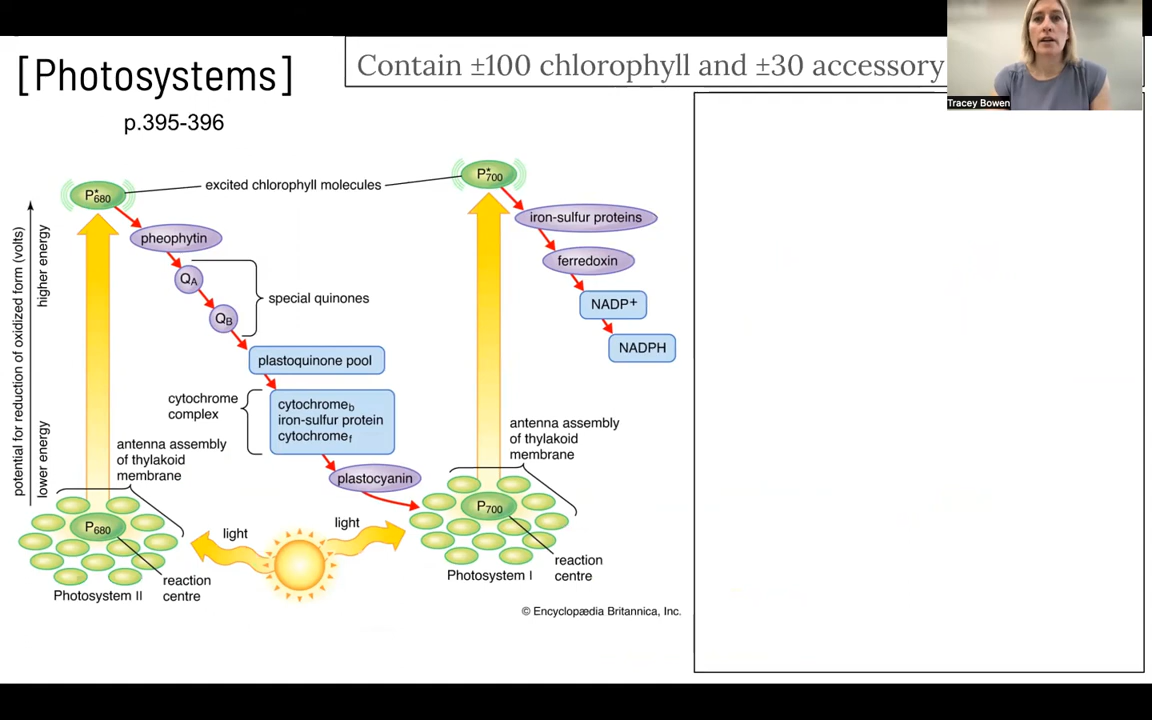 [Photosystems]
p.395-396
Contain ±100 chlorophyll and ±30 accessory
Tracey Bowen
potential for reduction of oxidized form (volts)
lower energy
higher energy
P*680
excited chlorophyll molecules
P*700
pheophytin
QA
QB
special quinones
plastoquinone pool
cytochrome
complex
cytochromeb
iron-sulfur protein
cytochromef
plastocyanin
antenna assembly
of thylakoid
membrane
P680
reaction
centre
Photosystem II
light
light
iron-sulfur proteins
ferredoxin
NADP+
NADPH
antenna assembly
of thylakoid
membrane
P700
reaction
centre
Photosystem I
© Encyclopædia Britannica, Inc.